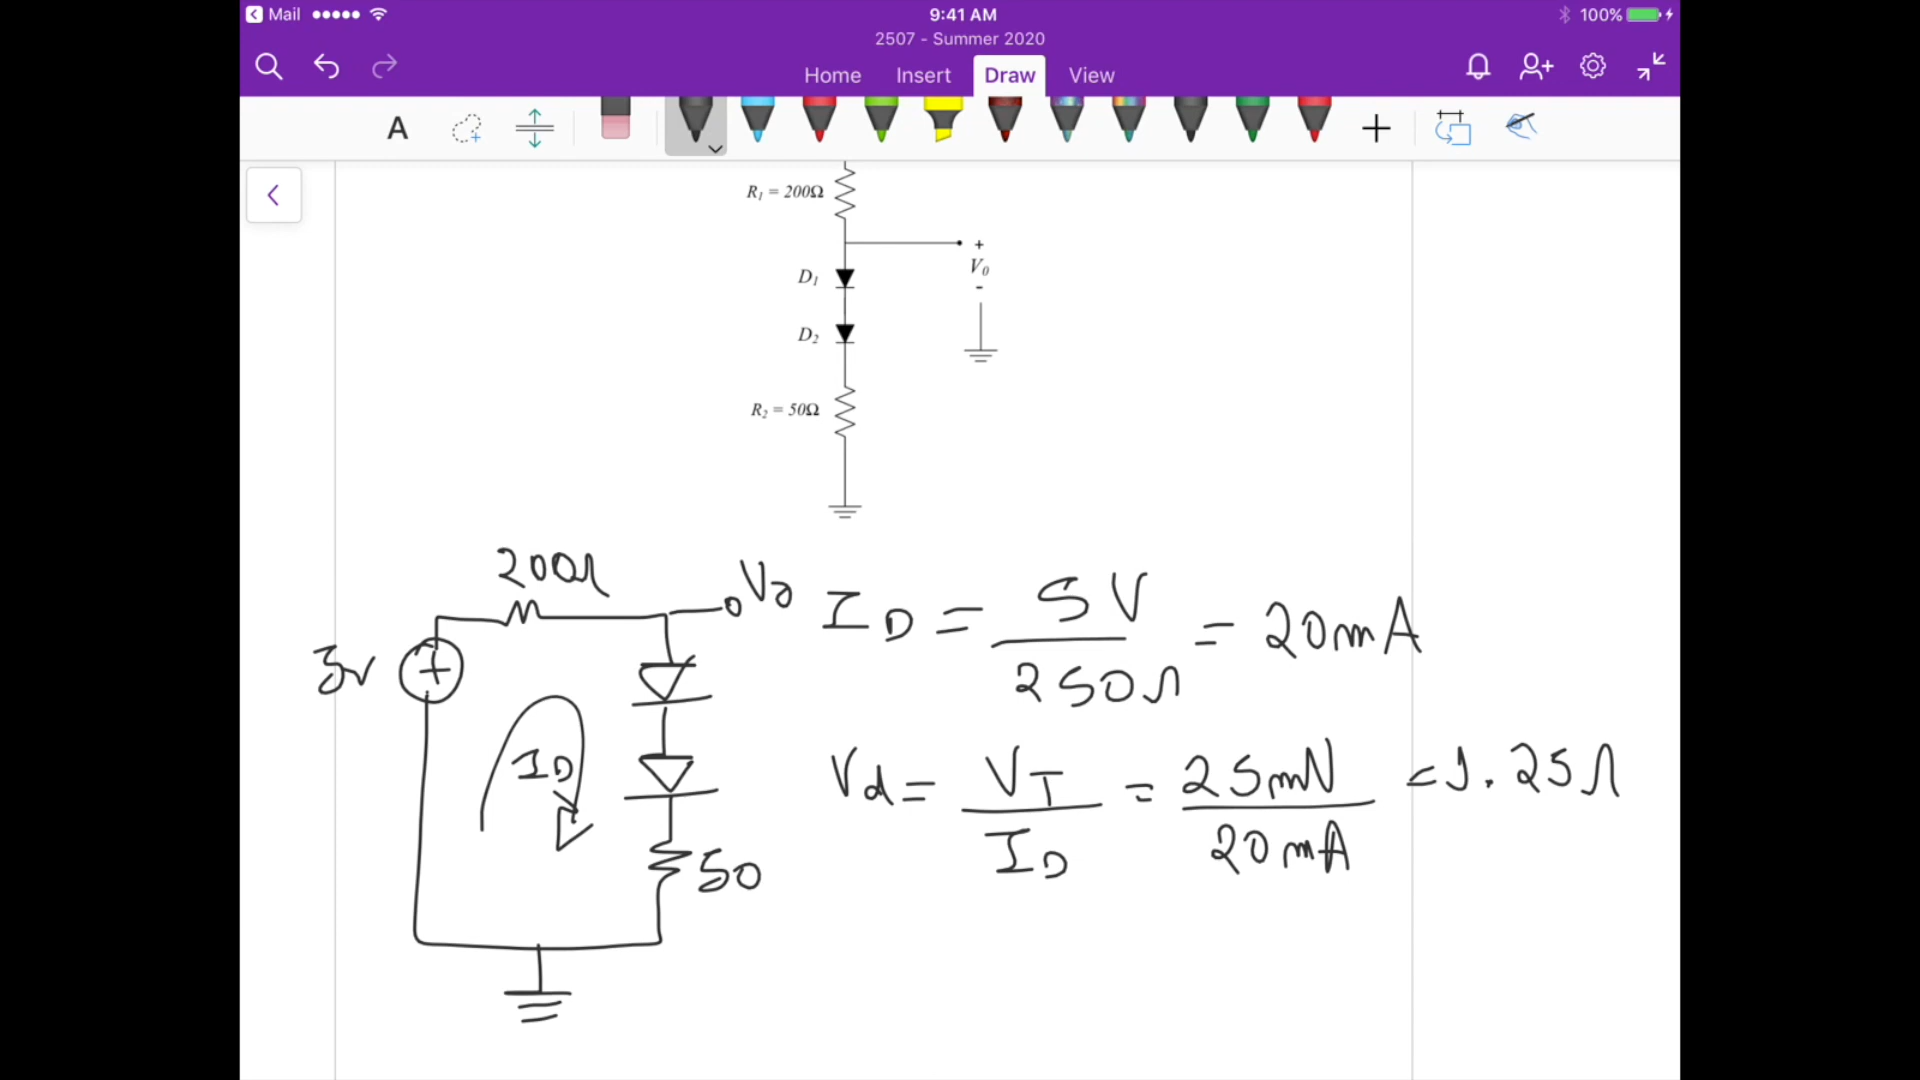 Mail 9:41 AM 100%
2507 - Summer 2020
Home Insert Draw View
A
R₁ = 200Ω
+
V₀
-
D₁
D₂
R₂ = 50Ω
200Ω
V₀
5V
+
I_D
50
I_D = 5V / 250Ω = 20mA
Vd = V_T / I_D = 25mV / 20mA = 1.25Ω